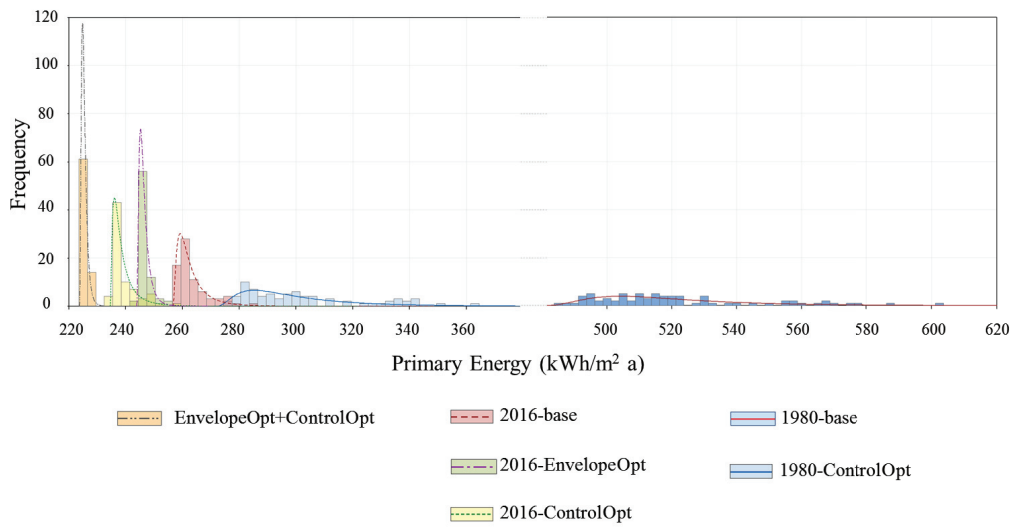 120
100
80
60
40
20
0
Frequency
220 240 260 280 300 320 340 360 500 520 540 560 580 600 620
Primary Energy (kWh/m² a)
EnvelopeOpt+ControlOpt 2016-base 1980-base
2016-EnvelopeOpt 1980-ControlOpt
2016-ControlOpt